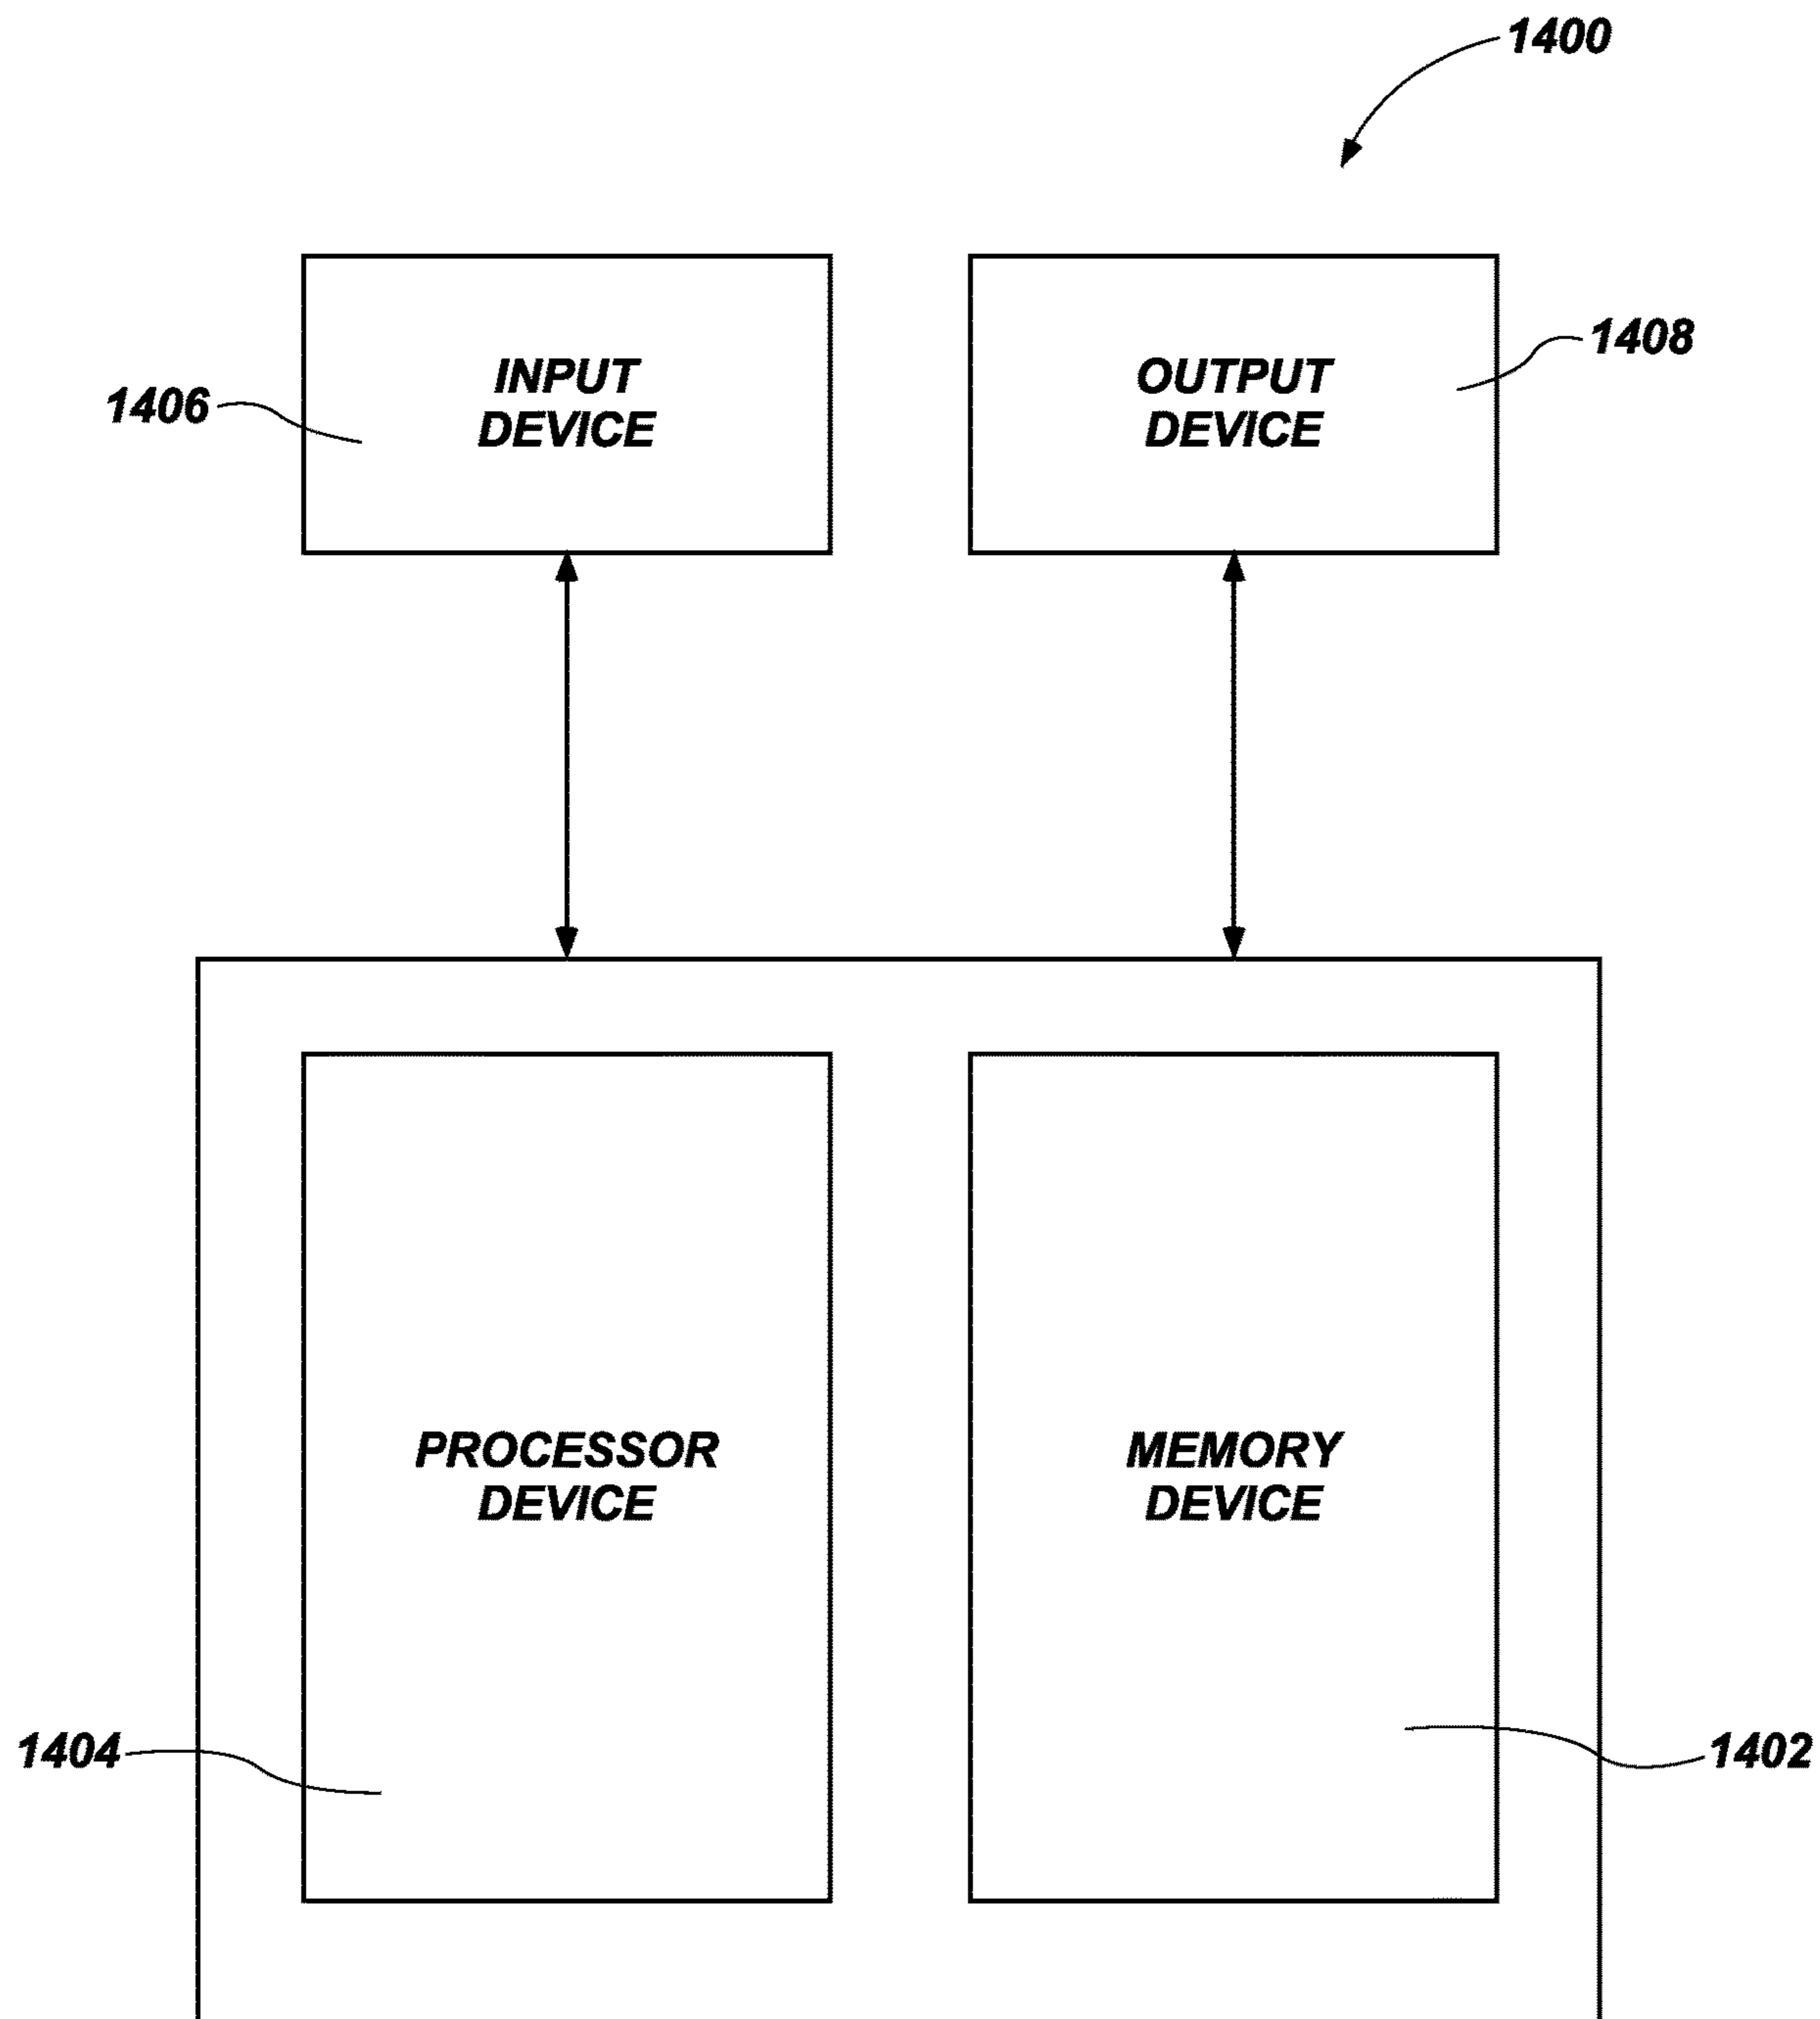 1400
INPUT
DEVICE
OUTPUT
DEVICE
1408
1406
PROCESSOR
DEVICE
MEMORY
DEVICE
1404
1402